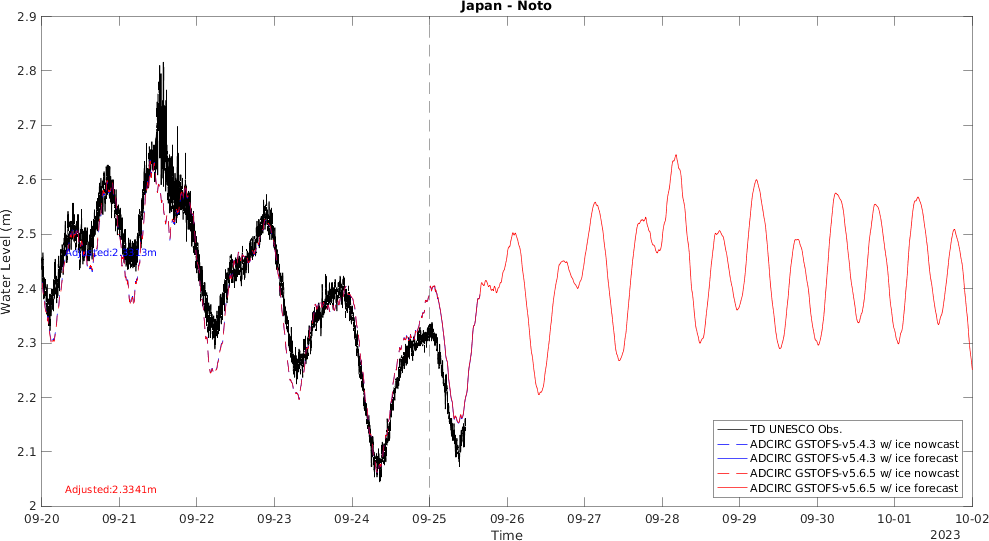 Japan - Noto
2.9
2.8
2.7
2.6
2.5
2.4
2.3
2.2
2.1
2
Water Level (m)
Adjusted:2.3341m
TD UNESCO Obs.
ADCIRC GSTOFS-v5.4.3 w/ ice nowcast
ADCIRC GSTOFS-v5.4.3 w/ ice forecast
ADCIRC GSTOFS-v5.6.5 w/ ice nowcast
ADCIRC GSTOFS-v5.6.5 w/ ice forecast
09-20 09-21 09-22 09-23 09-24 09-25 09-26 09-27 09-28 09-29 09-30 10-01 10-02
Time
2023